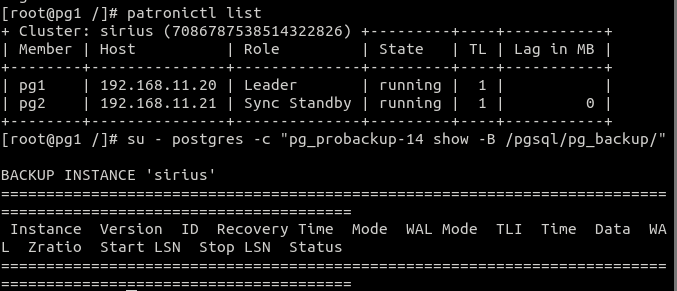 [root@pg1 /]# patronictl list
+ Cluster: sirius (7086787538514322826) +---------+----+-----------+
| Member | Host          | Role         | State   | TL | Lag in MB |
+--------+---------------+--------------+---------+----+-----------+
| pg1    | 192.168.11.20 | Leader       | running |  1 |           |
| pg2    | 192.168.11.21 | Sync Standby | running |  1 |         0 |
+--------+---------------+--------------+---------+----+-----------+
[root@pg1 /]# su - postgres -c "pg_probackup-14 show -B /pgsql/pg_backup/"

BACKUP INSTANCE 'sirius'
==========================================================================
=======================================
 Instance  Version  ID  Recovery Time  Mode  WAL Mode  TLI  Time  Data  WA
L  Zratio  Start LSN  Stop LSN  Status
==========================================================================
=======================================